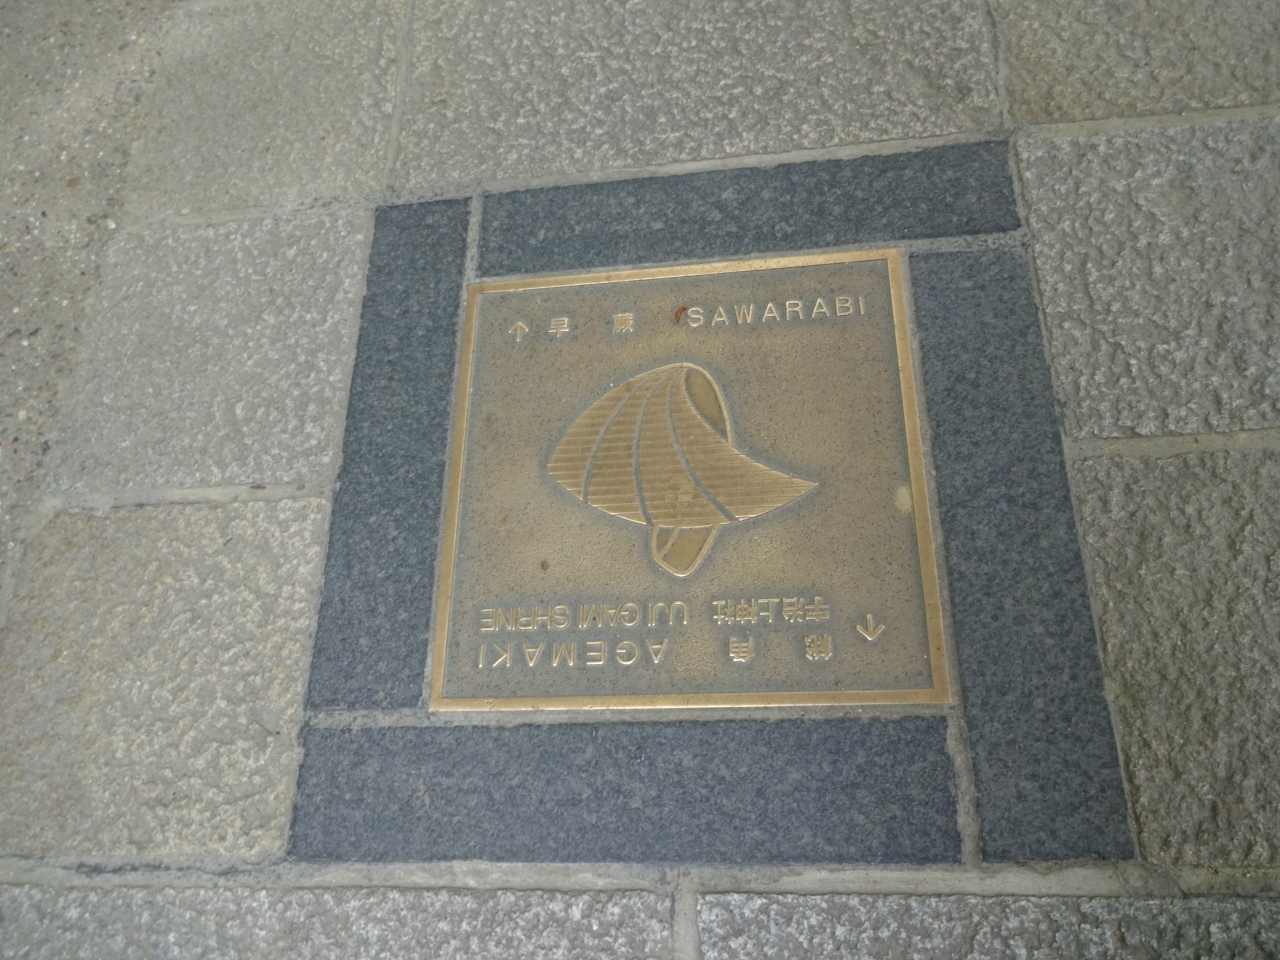 ↑ 早 蕨 SAWARABI
↑ 総 角 AGEMAKI
宇治上神社 UJIGAMI SHRINE